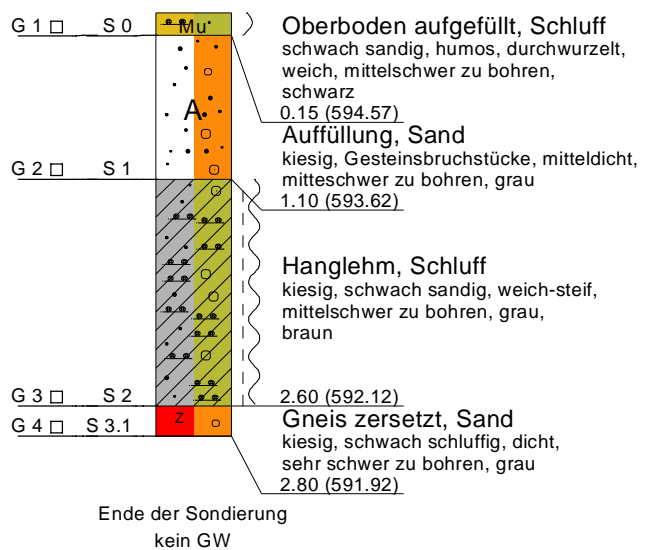 G 1 □ S 0
Mu
Oberboden aufgefüllt, Schluff
schwach sandig, humos, durchwurzelt,
weich, mittelschwer zu bohren,
schwarz
0.15 (594.57)
A
Auffüllung, Sand
kiesig, Gesteinsbruchstücke, mitteldicht,
mitteschwer zu bohren, grau
G 2 □ S 1
1.10 (593.62)
Hanglehm, Schluff
kiesig, schwach sandig, weich-steif,
mittelschwer zu bohren, grau,
braun
G 3 □ S 2
2.60 (592.12)
Z
Gneis zersetzt, Sand
G 4 □ S 3.1
kiesig, schwach schluffig, dicht,
sehr schwer zu bohren, grau
2.80 (591.92)
Ende der Sondierung
kein GW